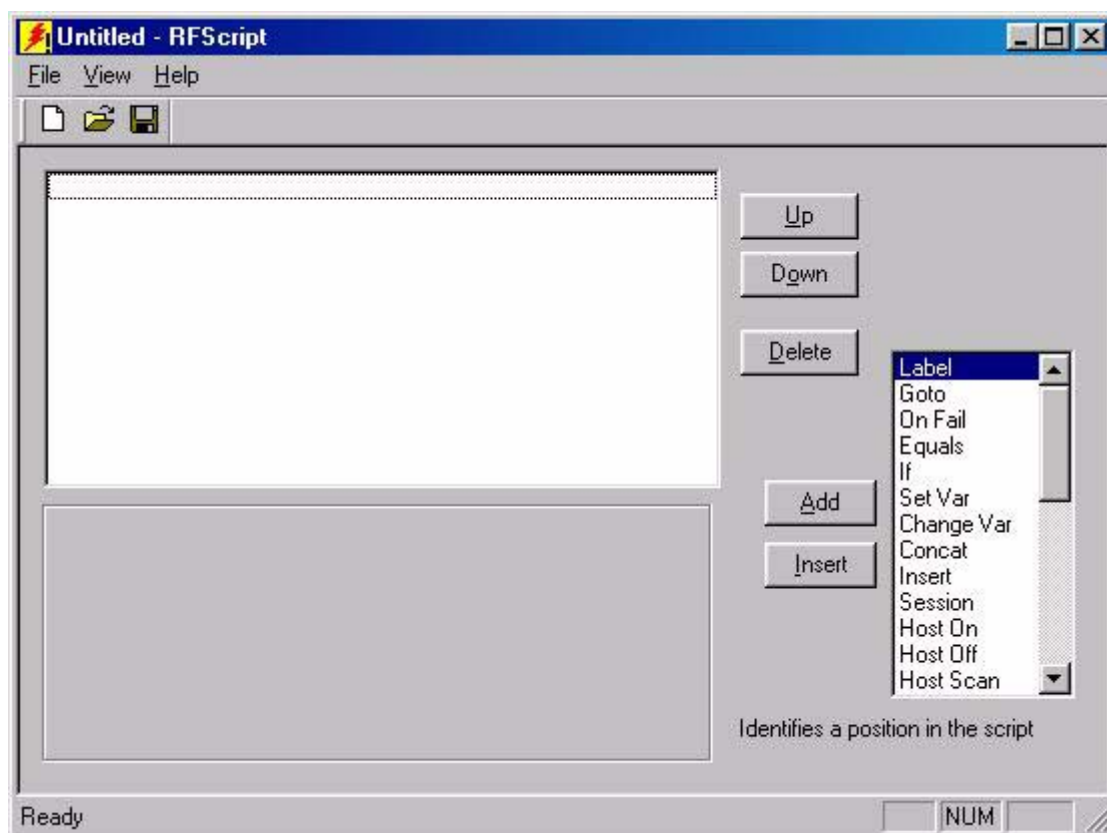 Untitled - RFScript
File View Help
Up
Down
Delete
Label
Goto
On Fail
Equals
If
Set Var
Change Var
Concat
Insert
Session
Host On
Host Off
Host Scan
Add
Insert
Identifies a position in the script
Ready
NUM